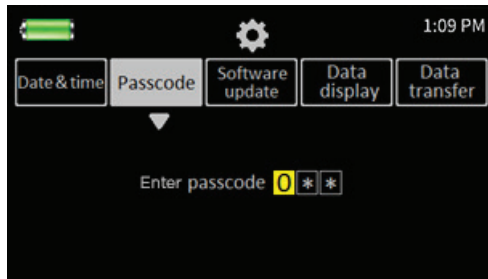 1:09 PM
Date & time
Passcode
Software
update
Data
display
Data
transfer
Enter passcode 0**